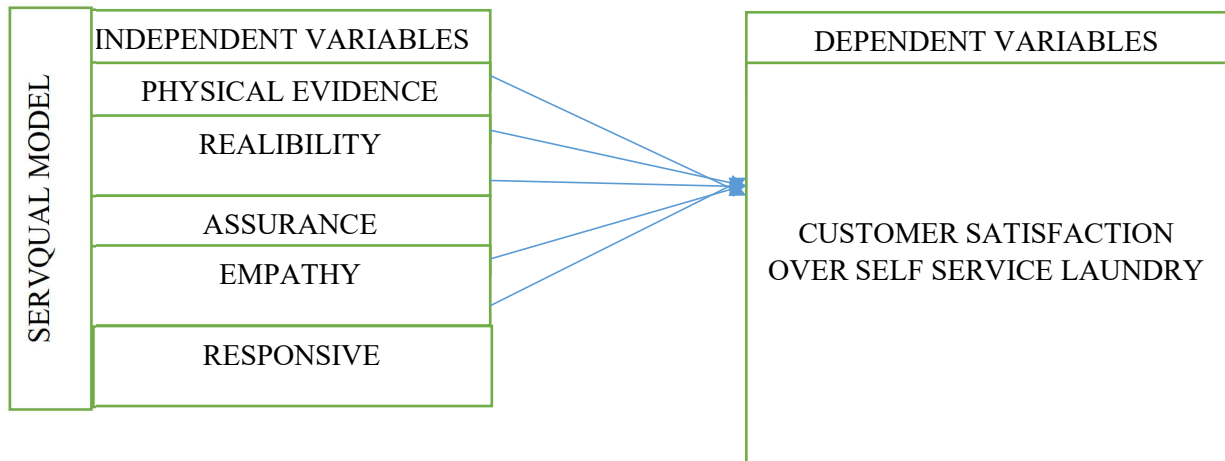 SERVQUAL MODEL
INDEPENDENT VARIABLES
PHYSICAL EVIDENCE
REALIBILITY
ASSURANCE
EMPATHY
RESPONSIVE
DEPENDENT VARIABLES
CUSTOMER SATISFACTION
OVER SELF SERVICE LAUNDRY